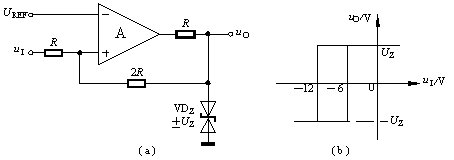 U_REF
−
A
R
u_O
u_I
R
+
2R
VD_Z
±U_Z
(a)
u_O/V
U_Z
−12
−6
0
u_I/V
−U_Z
(b)